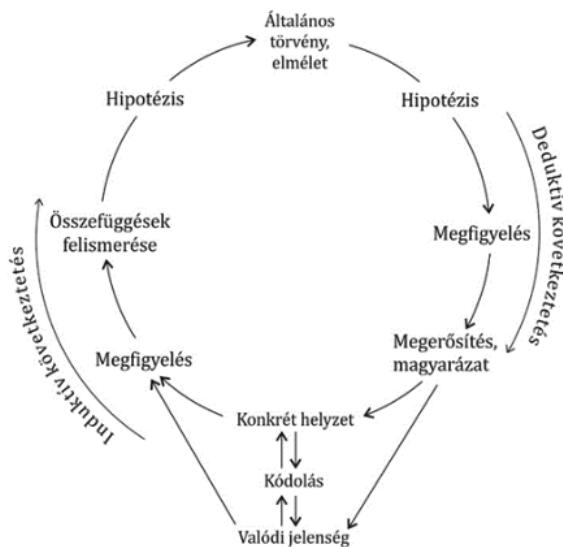 Általános
törvény,
elmélet
Hipotézis
Hipotézis
Deduktív következtetés
Összefüggések
felismerése
Megfigyelés
Induktív következtetés
Megfigyelés
Megerősítés,
magyarázat
Konkrét helyzet
Kódolás
Valódi jelenség